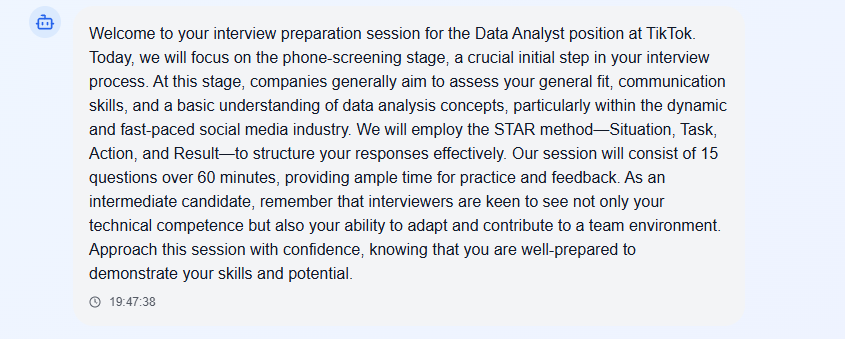 Welcome to your interview preparation session for the Data Analyst position at TikTok.
Today, we will focus on the phone-screening stage, a crucial initial step in your interview
process. At this stage, companies generally aim to assess your general fit, communication
skills, and a basic understanding of data analysis concepts, particularly within the dynamic
and fast-paced social media industry. We will employ the STAR method—Situation, Task,
Action, and Result—to structure your responses effectively. Our session will consist of 15
questions over 60 minutes, providing ample time for practice and feedback. As an
intermediate candidate, remember that interviewers are keen to see not only your
technical competence but also your ability to adapt and contribute to a team environment.
Approach this session with confidence, knowing that you are well-prepared to
demonstrate your skills and potential.
19:47:38